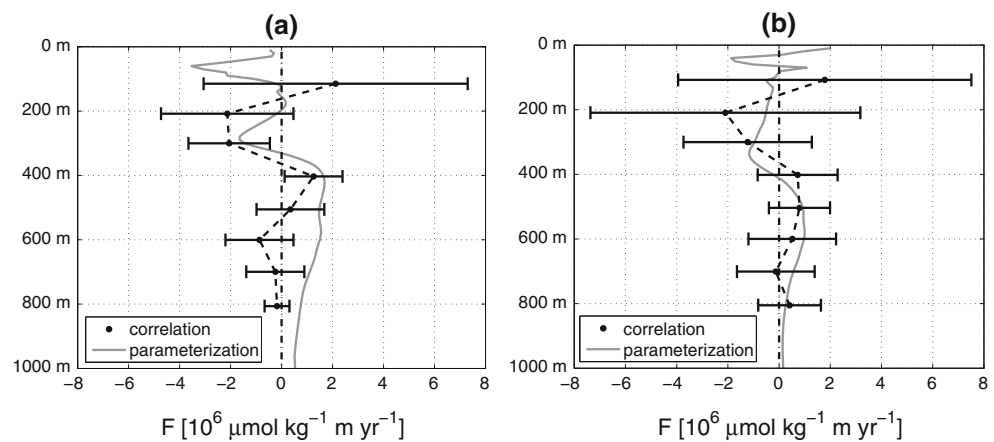 (a)
0 m
200 m
400 m
600 m
800 m
1000 m
correlation
parameterization
−8 −6 −4 −2 0 2 4 6 8
F [10⁶ μmol kg⁻¹ m yr⁻¹]
(b)
0 m
200 m
400 m
600 m
800 m
1000 m
correlation
parameterization
−8 −6 −4 −2 0 2 4 6 8
F [10⁶ μmol kg⁻¹ m yr⁻¹]